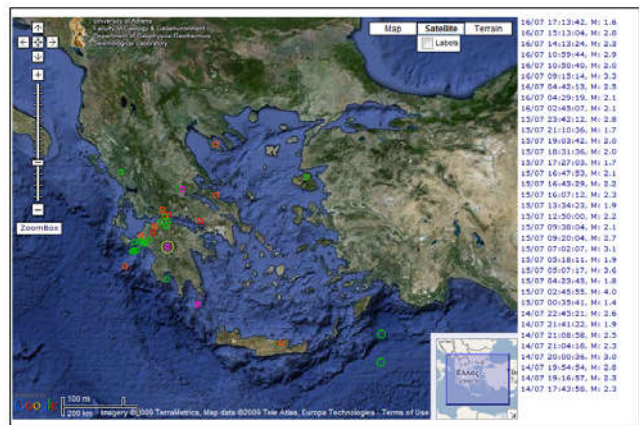 University of Athens
Faculty of Geology & Geoenvironment
Department of Geophysics-Geothermics
Seismological Laboratory
Map
Satellite
Terrain
Labels
ZoomBox
16/07 17:13:42, M: 1.6
16/07 15:13:04, M: 2.8
16/07 14:12:24, M: 2.3
16/07 10:59:44, M: 2.9
16/07 10:50:40, M: 2.0
16/07 09:15:14, M: 3.3
16/07 04:42:13, M: 2.5
16/07 04:29:19, M: 2.1
16/07 02:45:07, M: 2.1
15/07 23:42:12, M: 2.8
15/07 21:10:36, M: 1.7
15/07 19:03:42, M: 2.0
15/07 18:31:36, M: 2.0
15/07 17:27:03, M: 1.7
15/07 16:47:53, M: 2.1
15/07 16:43:29, M: 2.2
15/07 16:07:12, M: 2.3
15/07 13:34:23, M: 1.9
15/07 12:50:00, M: 2.2
15/07 09:38:04, M: 2.1
15/07 09:20:04, M: 2.7
15/07 07:02:07, M: 3.1
15/07 05:18:11, M: 1.9
15/07 05:07:17, M: 3.6
15/07 04:23:43, M: 1.8
15/07 02:45:55, M: 4.0
15/07 00:35:41, M: 1.4
14/07 22:45:21, M: 2.6
14/07 21:41:22, M: 1.9
14/07 21:08:58, M: 2.5
14/07 21:04:16, M: 2.3
14/07 20:00:36, M: 3.0
14/07 19:54:54, M: 2.8
14/07 19:16:57, M: 2.3
14/07 17:43:58, M: 2.3
Ελλάς
Google
100 mi
200 km
Imagery ©2009 TerraMetrics, Map data ©2009 Tele Atlas, Europa Technologies - Terms of Use